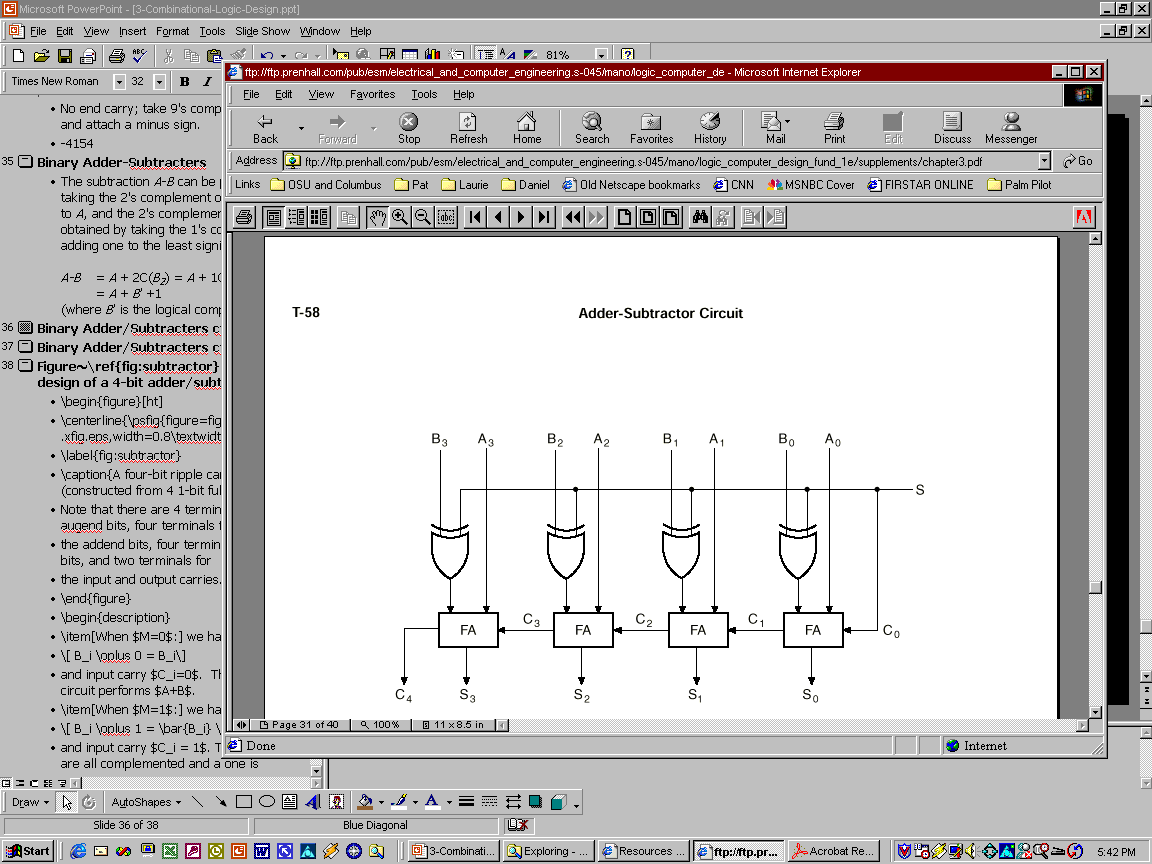 Microsoft PowerPoint - [3-Combinational-Logic-Design.ppt]
File Edit View Insert Format Tools Slide Show Window Help
81%
Times New Roman 32 B I
No end carry; take 9's comp
and attach a minus sign.
-4154
35 Binary Adder-Subtracters
The subtraction A-B can be
taking the 2's complement o
to A, and the 2's complemer
obtained by taking the 1's co
adding one to the least signi
A-B = A + 2C(B2) = A + 1C
= A + B' +1
(where B' is the logical comp
36 Binary Adder/Subtracters c
37 Binary Adder/Subtracters c
38 Figure~\ref{fig:subtractor}
design of a 4-bit adder/subt
\begin{figure}[ht]
\centerline{\psfig{figure=fig
.xfig.eps,width=0.8\textwidt
\label{fig:subtractor}
\caption{A four-bit ripple car
(constructed from 4 1-bit ful
Note that there are 4 termin
augend bits, four terminals f
the addend bits, four termin
bits, and two terminals for
the input and output carries.
\end{figure}
\begin{description}
\item[When $M=0$:] we ha
\[ B_i \oplus 0 = B_i\]
and input carry $C_i=0$. Th
circuit performs $A+B$.
\item[When $M=1$:] we ha
\[ B_i \oplus 1 = \bar{B_i} \
and input carry $C_i = 1$. T
are all complemented and a one is
ftp://ftp.prenhall.com/pub/esm/electrical_and_computer_engineering.s-045/mano/logic_computer_de - Microsoft Internet Explorer
File Edit View Favorites Tools Help
Back Forward Stop Refresh Home Search Favorites History Mail Print Edit Discuss Messenger
Address ftp://ftp.prenhall.com/pub/esm/electrical_and_computer_engineering.s-045/mano/logic_computer_design_fund_1e/supplements/chapter3.pdf Go
Links OSU and Columbus Pat Laurie Daniel Old Netscape bookmarks CNN MSNBC Cover FIRSTAR ONLINE Palm Pilot
T-58 Adder-Subtractor Circuit
B3 A3 B2 A2 B1 A1 B0 A0
S
FA C3 FA C2 FA C1 FA C0
C4 S3 S2 S1 S0
Page 31 of 40 100% 11 x 8.5 in
Done Internet
Draw AutoShapes
Slide 36 of 38 Blue Diagonal
Start 3-Combinati... Exploring - ... Resources ... ftp://ftp.pr... Acrobat Re... 5:42 PM